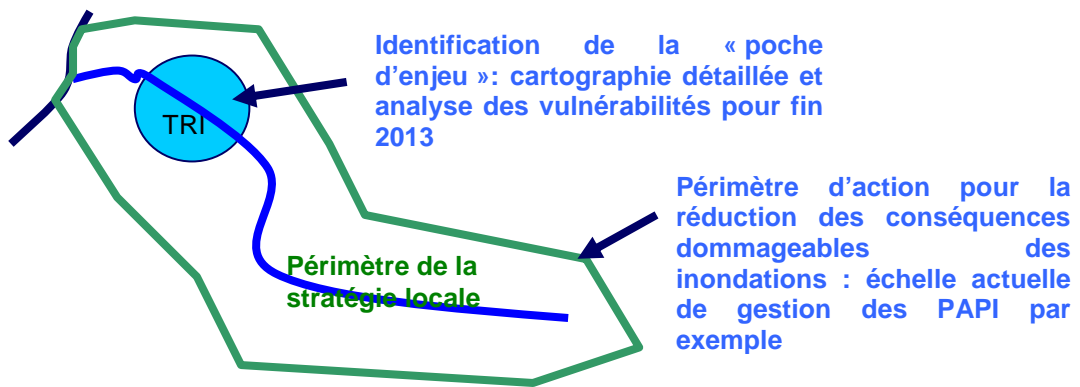 Identification de la « poche
d'enjeu »: cartographie détaillée et
analyse des vulnérabilités pour fin
2013
TRI
Périmètre d'action pour la
réduction des conséquences
dommageables des
inondations : échelle actuelle
de gestion des PAPI par
exemple
Périmètre de la
stratégie locale